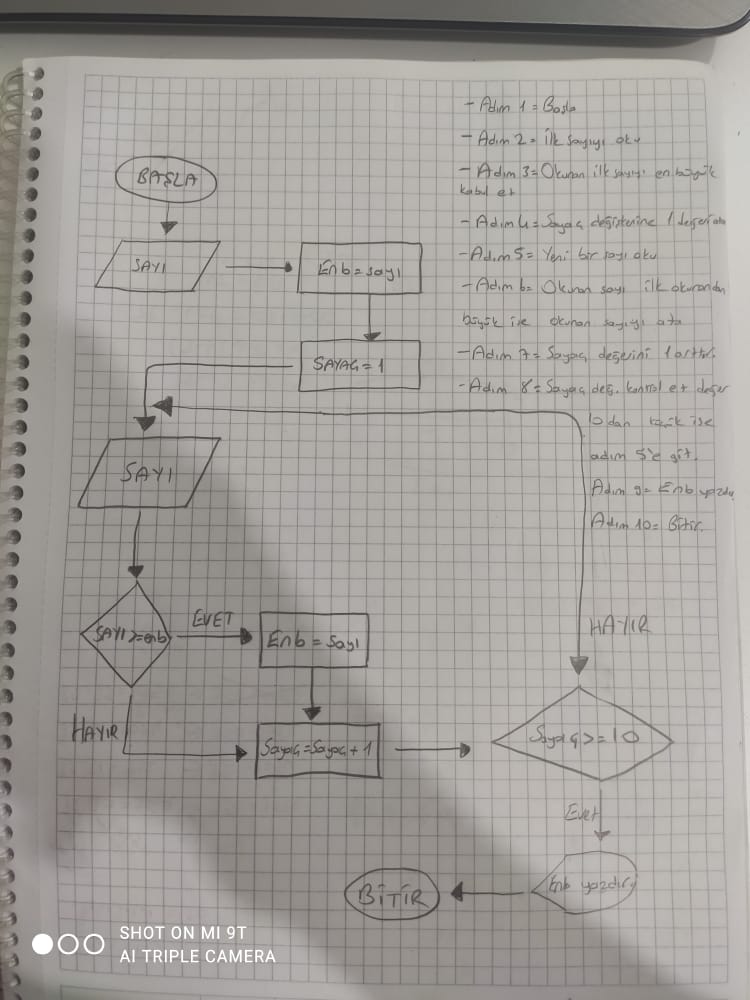 - Adım 1 = Başla
- Adım 2 = İlk sayıyı oku
- Adım 3 = Okunan ilk sayıyı en büyük
kabul et
- Adım 4 = Sayaç değişkenine 1 değeri ata
- Adım 5 = Yeni bir sayı oku
- Adım 6 = Okunan sayı ilk okunandan
büyük ise okunan sayıyı ata
- Adım 7 = Sayaç değerini 1 arttır.
- Adım 8 = Sayaç değ. kontrol et değer
10 dan küçük ise
adım 5'e git.
Adım 9 = Enb yazdır
Adım 10 = Bitir.
BAŞLA
SAYI
Enb = sayı
SAYAÇ = 1
SAYI
SAYI >= enb
EVET
Enb = Sayı
HAYIR
HAYIR
Sayaç = Sayaç + 1
Sayaç >= 10
Evet
Enb yazdır
BİTİR
SHOT ON MI 9T
AI TRIPLE CAMERA